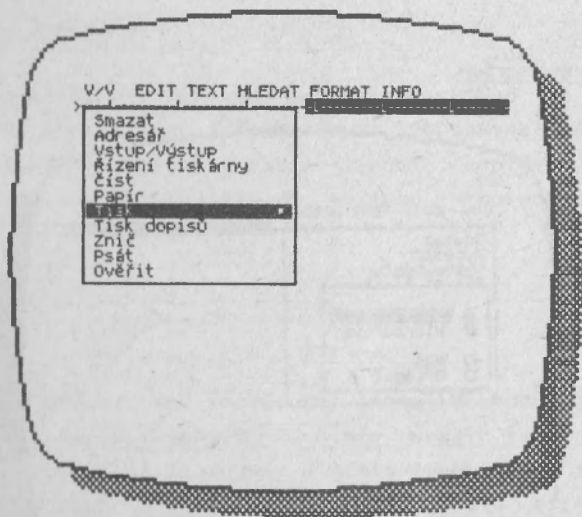 V/V EDIT TEXT HLEDAT FORMAT INFO
Smazat
Adresář
Vstup/Výstup
Řízení tiskárny
Číst
Papír
Tisk
Tisk dopisů
Znič
Psát
Ověřit